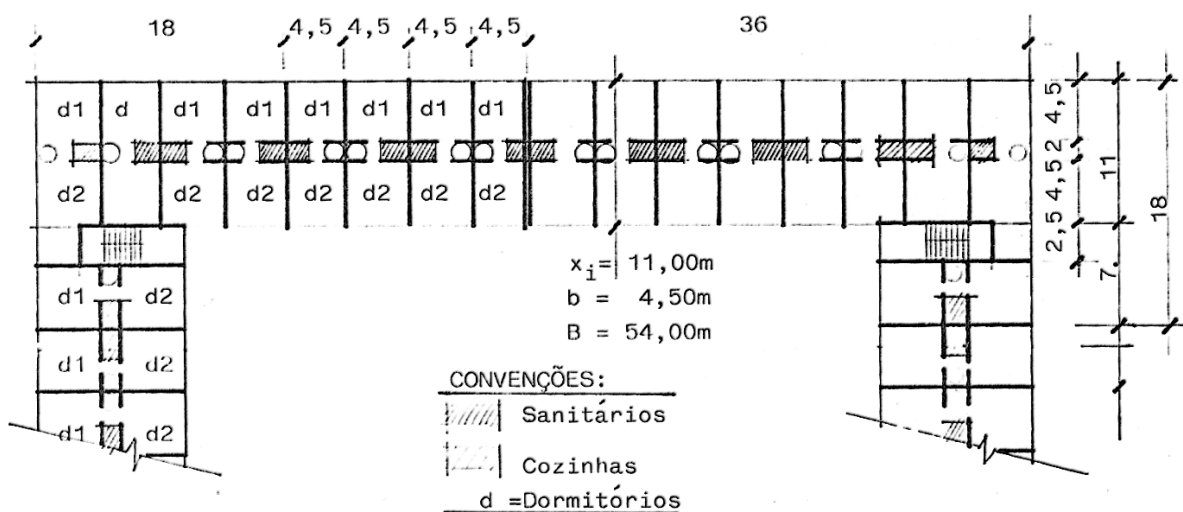 18 4,5 4,5 4,5 4,5 36
d1 d d1 d1 d1 d1 d1 d1
d2 d2 d2 d2 d2 d2 d2
4,5
2
4,5
2,5
11
7
18
d1 d2
d1 d2
d1 d2
xi= 11,00m
b = 4,50m
B = 54,00m
CONVENÇÕES:
Sanitários
Cozinhas
d =Dormitórios